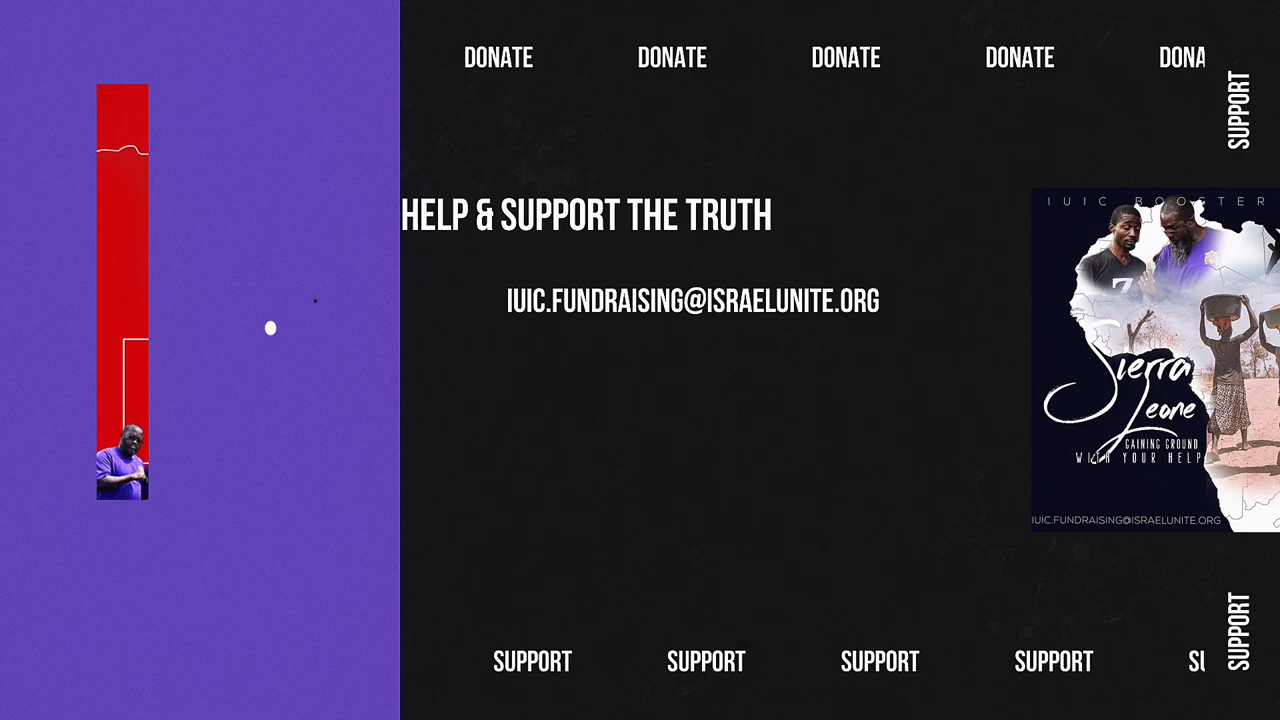 DONATE DONATE DONATE DONATE DONA
SUPPORT
HELP & SUPPORT THE TRUTH
IUIC.FUNDRAISING@ISRAELUNITE.ORG
IUIC BOOSTER
7
Sierra
Leone
GAINING GROUND
WITH YOUR HELP
IUIC.FUNDRAISING@ISRAELUNITE.ORG
SUPPORT
SUPPORT SUPPORT SUPPORT SUPPORT SU